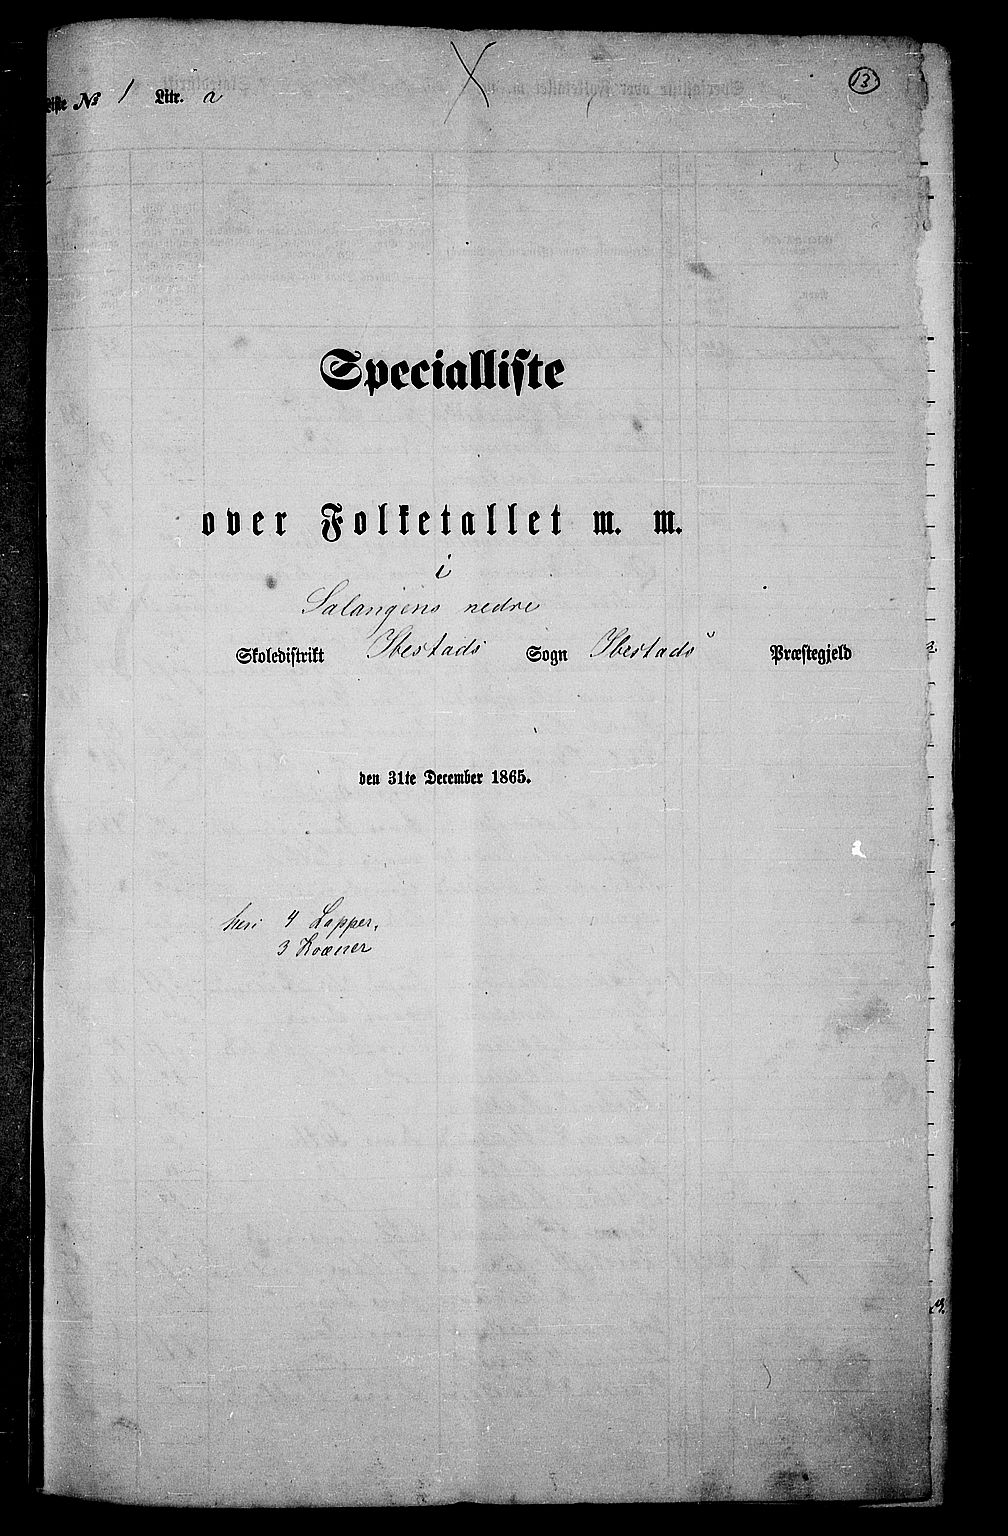 13
Liste № 1 Litr. a
Specialliste
over Folketallet m. m.
i
Salangens nedre
Skoledistrikt Ibestads Sogn Ibestads Præstegjeld
den 31te December 1865.
heri 4 Lapper,
3 Kvæner